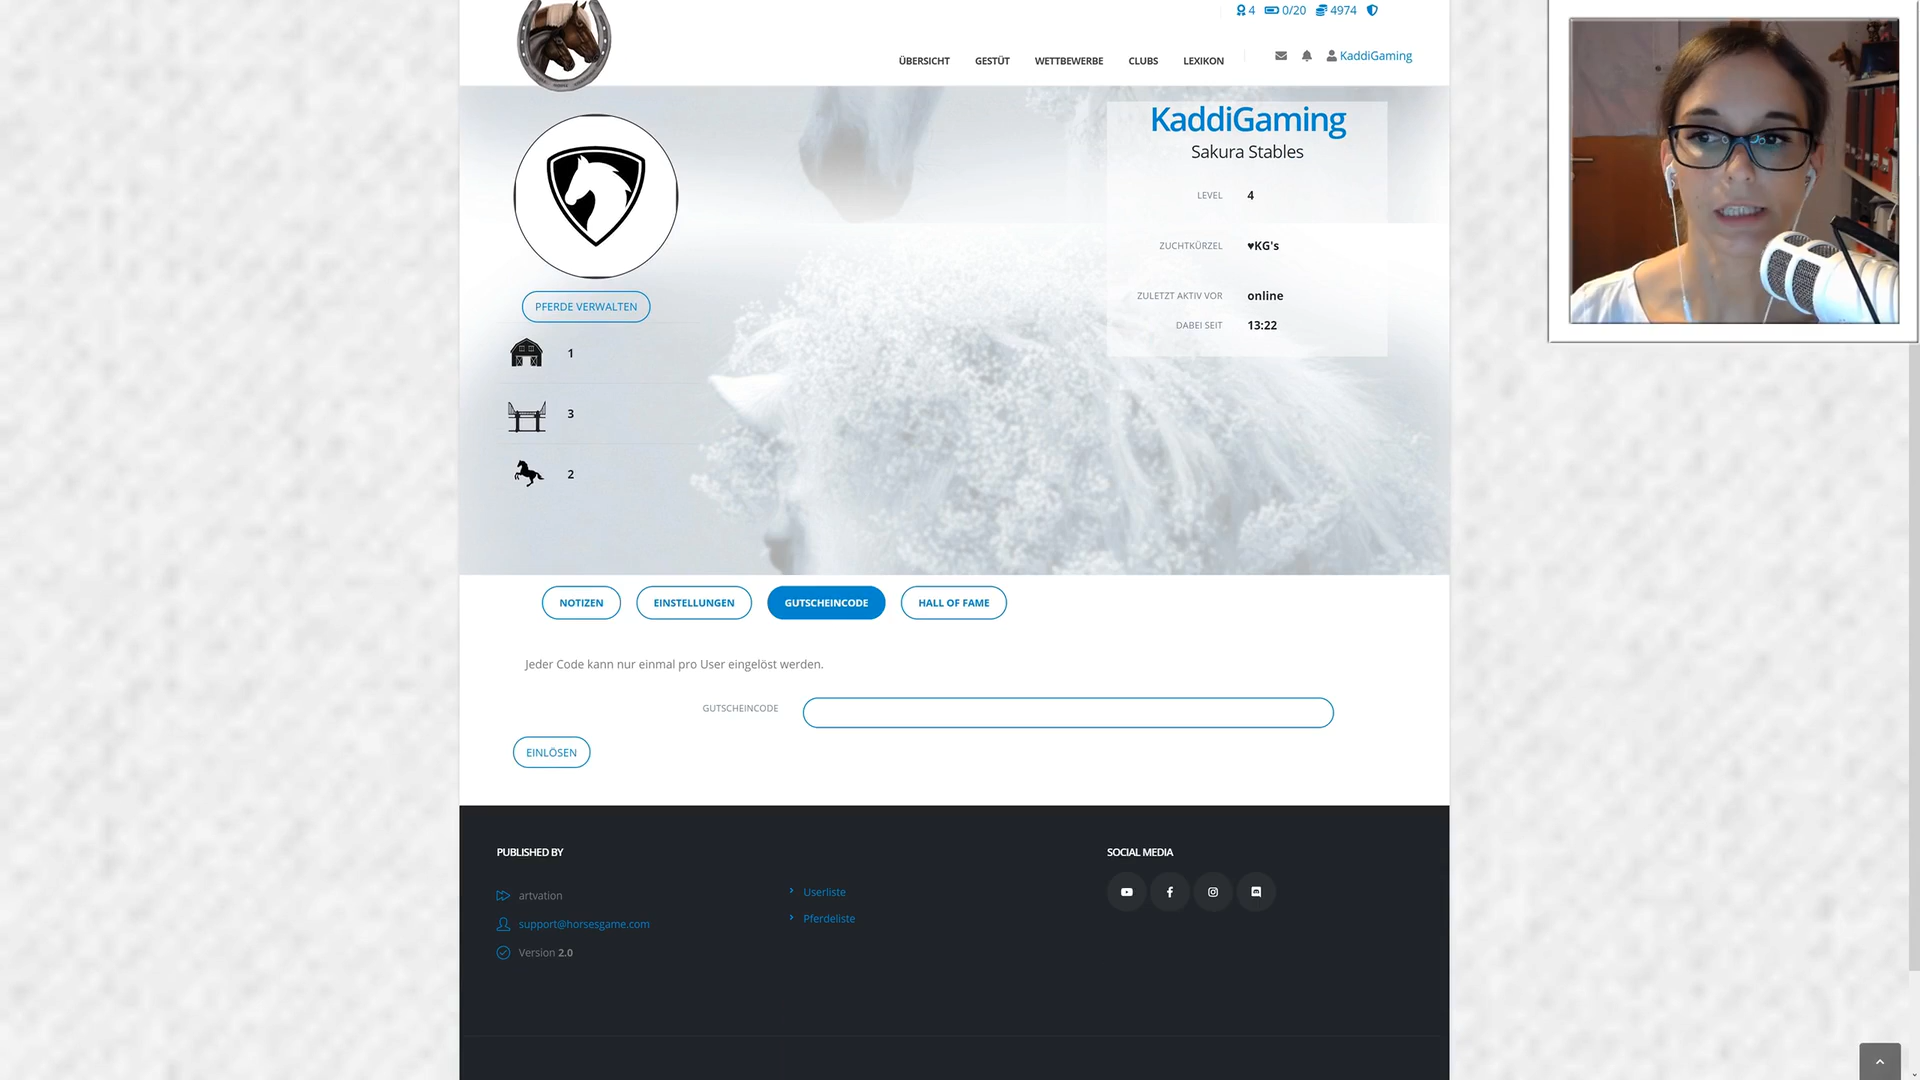 4 0/20 4974
ÜBERSICHT GESTÜT WETTBEWERBE CLUBS LEXIKON KaddiGaming
KaddiGaming
Sakura Stables
LEVEL 4
ZUCHTKÜRZEL ♥KG's
ZULETZT AKTIV VOR online
DABEI SEIT 13:22
PFERDE VERWALTEN
1
3
2
NOTIZEN EINSTELLUNGEN GUTSCHEINCODE HALL OF FAME
Jeder Code kann nur einmal pro User eingelöst werden.
GUTSCHEINCODE
EINLÖSEN
PUBLISHED BY
artvation
support@horsesgame.com
Version 2.0
Userliste
Pferdeliste
SOCIAL MEDIA